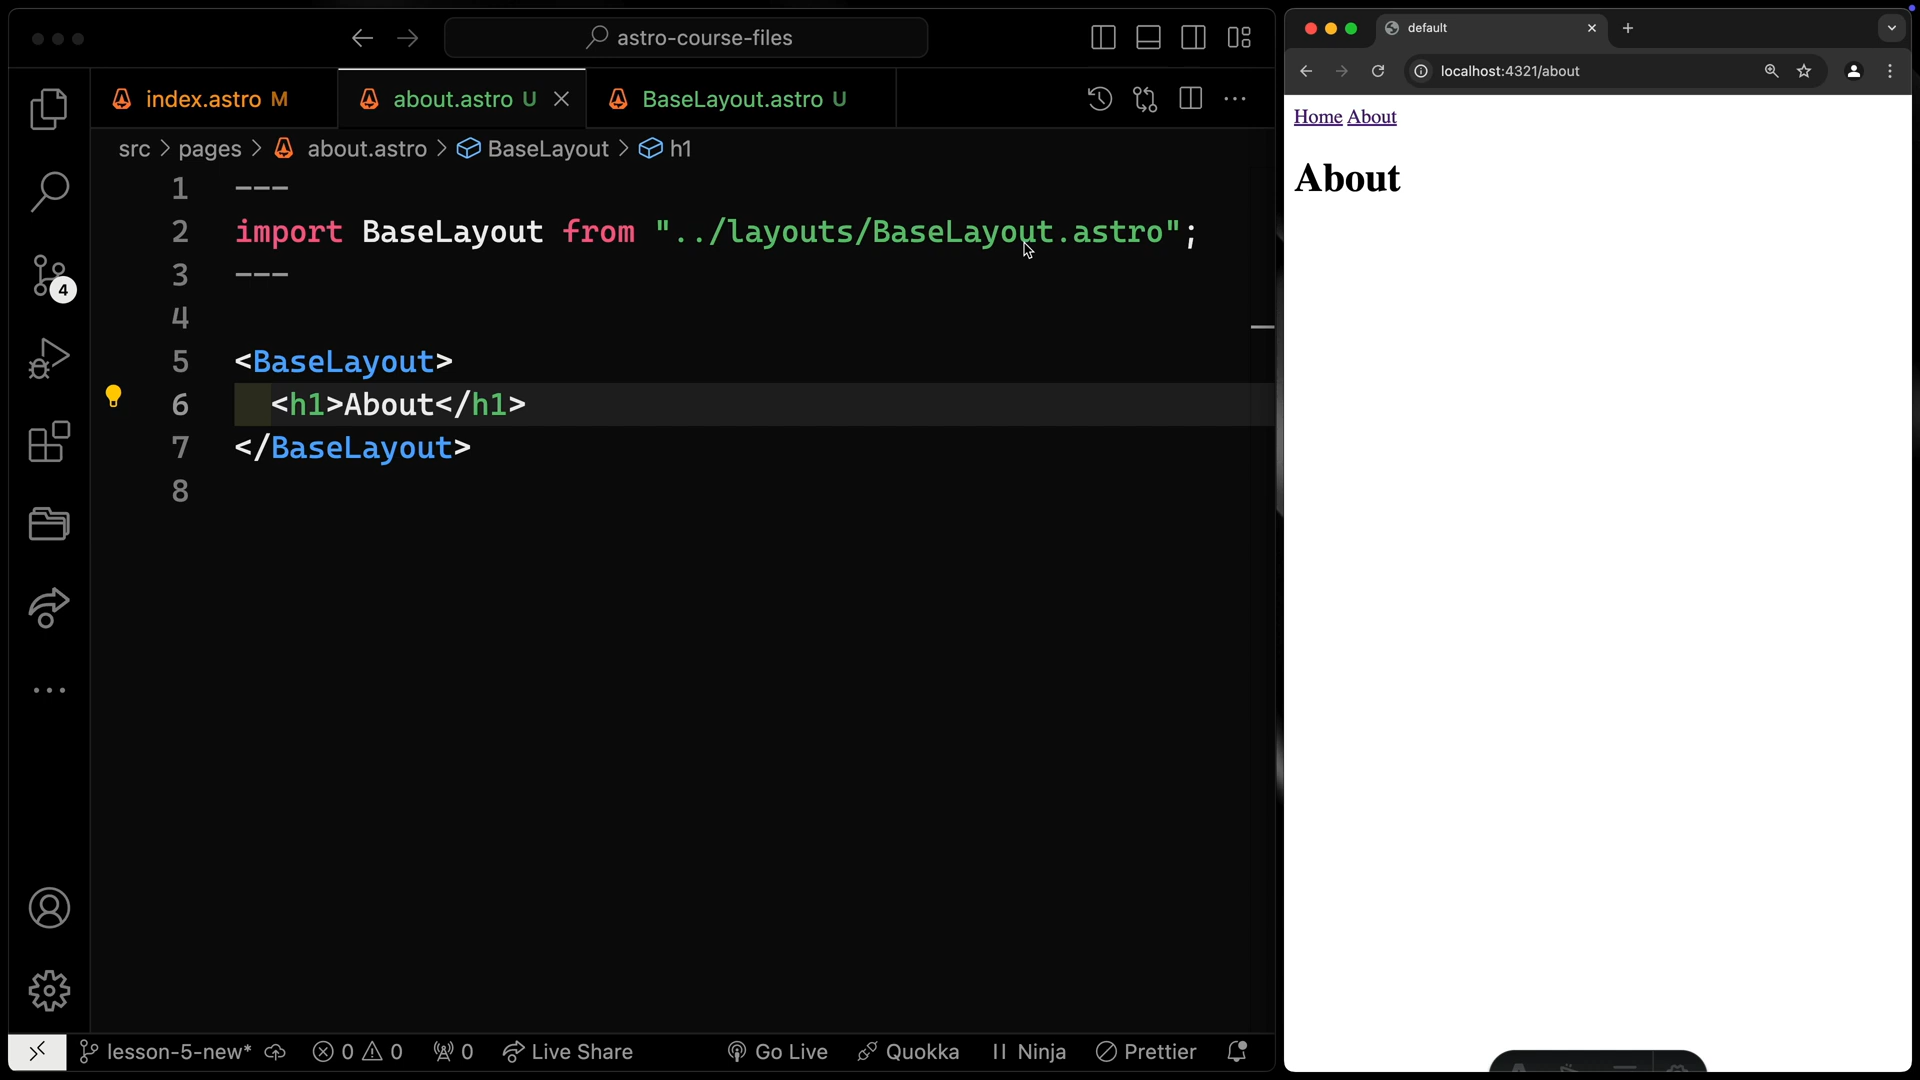 astro-course-files
index.astro M
about.astro U
BaseLayout.astro U
src > pages > about.astro > BaseLayout > h1
1 ---
2 import BaseLayout from "../layouts/BaseLayout.astro";
3 ---
4
5 <BaseLayout>
6 <h1>About</h1>
7 </BaseLayout>
8
4
lesson-5-new* 0 0 0 Live Share Go Live Quokka Ninja Prettier
default
localhost:4321/about
Home About
About